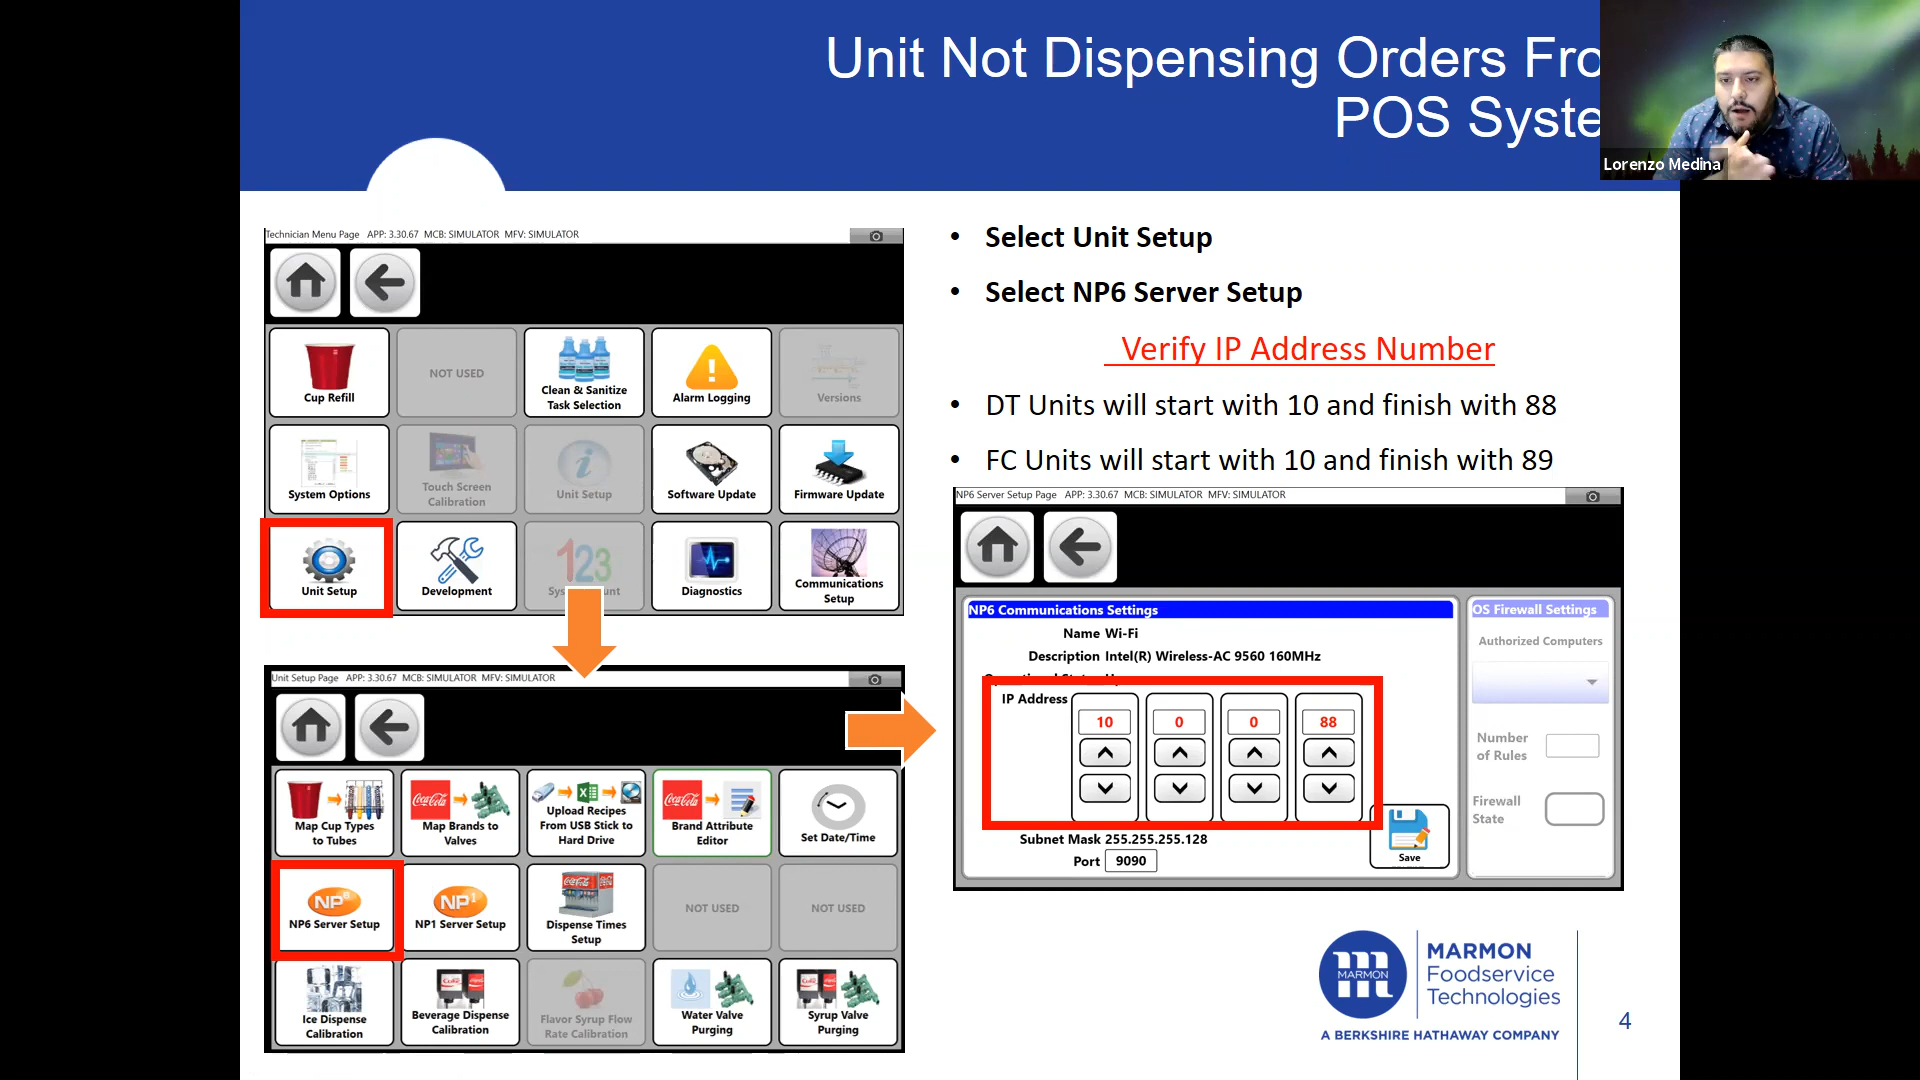 Unit Not Dispensing Orders Fro
POS Syste
Lorenzo Medina
Technician Menu Page APP: 3.30.67 MCB: SIMULATOR MFV: SIMULATOR
Cup Refill
NOT USED
Clean & Sanitize
Task Selection
Alarm Logging
Versions
System Options
Touch Screen
Calibration
Unit Setup
Software Update
Firmware Update
Unit Setup
Development
123
Diagnostics
Communications
Setup
Unit Setup Page APP: 3.30.67 MCB: SIMULATOR MFV: SIMULATOR
Map Cup Types
to Tubes
Coca-Cola
Map Brands to
Valves
Upload Recipes
From USB Stick to
Hard Drive
Coca-Cola
Brand Attribute
Editor
Set Date/Time
NP6
NP6 Server Setup
NP1
NP1 Server Setup
Dispense Times
Setup
NOT USED
NOT USED
Ice Dispense
Calibration
Beverage Dispense
Calibration
Flavor Syrup Flow
Rate Calibration
Water Valve
Purging
Syrup Valve
Purging
• Select Unit Setup
• Select NP6 Server Setup
Verify IP Address Number
• DT Units will start with 10 and finish with 88
• FC Units will start with 10 and finish with 89
NP6 Server Setup Page APP: 3.30.67 MCB: SIMULATOR MFV: SIMULATOR
NP6 Communications Settings
Name Wi-Fi
Description Intel(R) Wireless-AC 9560 160MHz
IP Address 10 0 0 88
Subnet Mask 255.255.255.128
Port 9090
Save
OS Firewall Settings
Authorized Computers
Number
of Rules
Firewall
State
MARMON
MARMON
Foodservice
Technologies
A BERKSHIRE HATHAWAY COMPANY
4